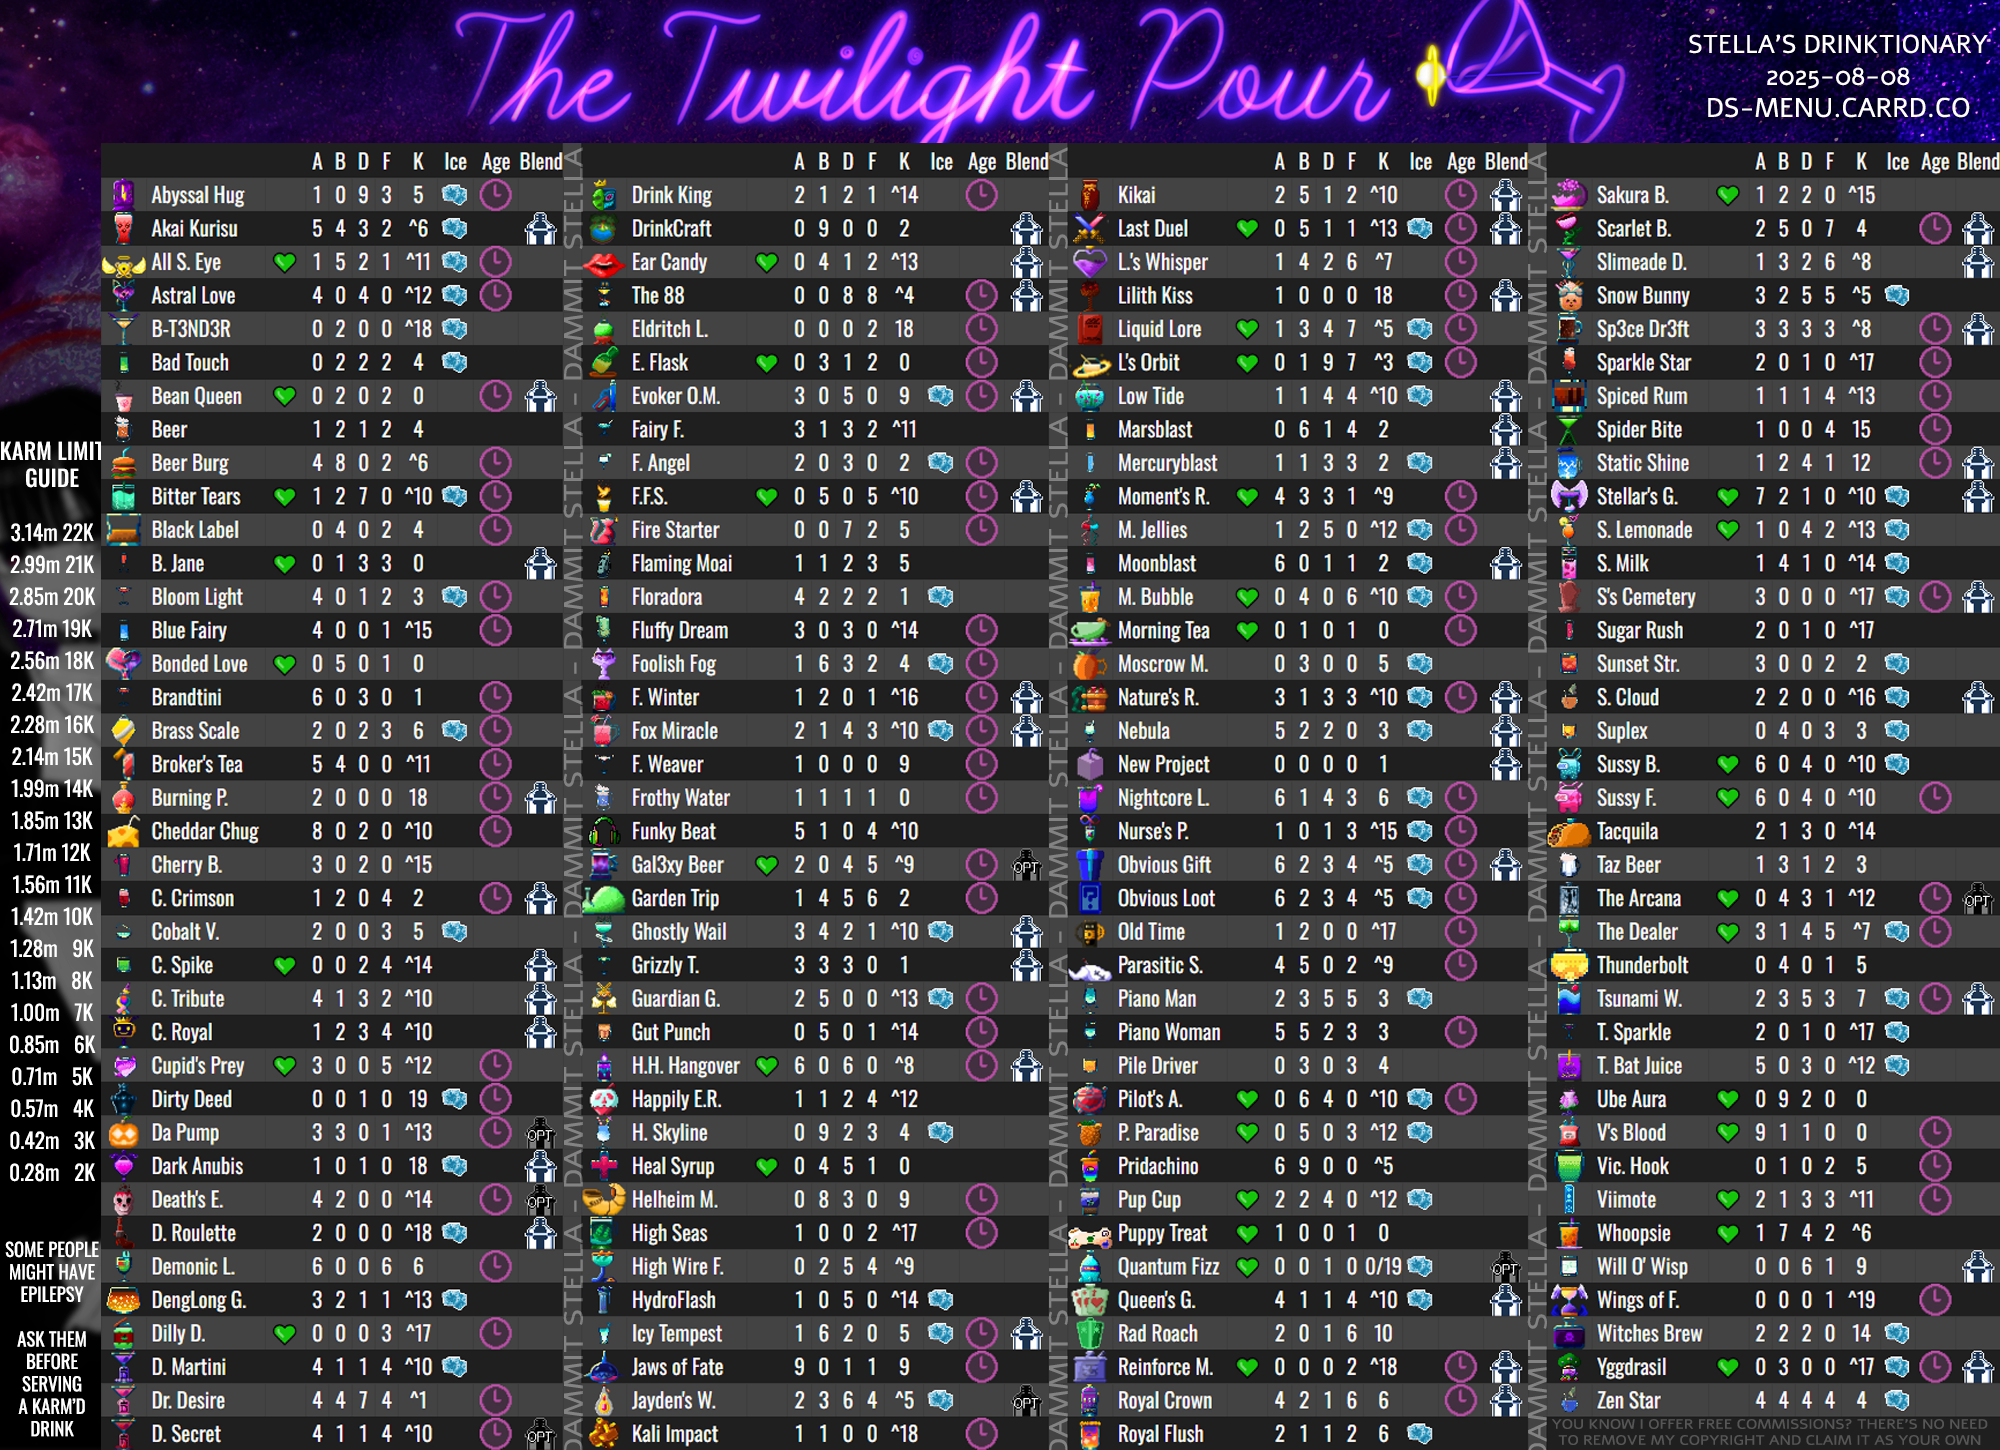 The Twilight Pour
STELLA'S DRINKTIONARY
2025-08-08
DS-MENU.CARRD.CO
KARM LIMIT
GUIDE
3.14m 22K
2.99m 21K
2.85m 20K
2.71m 19K
2.56m 18K
2.42m 17K
2.28m 16K
2.14m 15K
1.99m 14K
1.85m 13K
1.71m 12K
1.56m 11K
1.42m 10K
1.28m 9K
1.13m 8K
1.00m 7K
0.85m 6K
0.71m 5K
0.57m 4K
0.42m 3K
0.28m 2K
SOME PEOPLE
MIGHT HAVE
EPILEPSY
ASK THEM
BEFORE
SERVING
A KARM'D
DRINK
A B D F K Ice Age Blend
Abyssal Hug 1 0 9 3 5
Akai Kurisu 5 4 3 2 ^6
All S. Eye 1 5 2 1 ^11
Astral Love 4 0 4 0 ^12
B-T3ND3R 0 2 0 0 ^18
Bad Touch 0 2 2 2 4
Bean Queen 0 2 0 2 0
Beer 1 2 1 2 4
Beer Burg 4 8 0 2 ^6
Bitter Tears 1 2 7 0 ^10
Black Label 0 4 0 2 4
B. Jane 0 1 3 3 0
Bloom Light 4 0 1 2 3
Blue Fairy 4 0 0 1 ^15
Bonded Love 0 5 0 1 0
Brandtini 6 0 3 0 1
Brass Scale 2 0 2 3 6
Broker's Tea 5 4 0 0 ^11
Burning P. 2 0 0 0 18
Cheddar Chug 8 0 2 0 ^10
Cherry B. 3 0 2 0 ^15
C. Crimson 1 2 0 4 2
Cobalt V. 2 0 0 3 5
C. Spike 0 0 2 4 ^14
C. Tribute 4 1 3 2 ^10
C. Royal 1 2 3 4 ^10
Cupid's Prey 3 0 0 5 ^12
Dirty Deed 0 0 1 0 19
Da Pump 3 3 0 1 ^13 OPT
Dark Anubis 1 0 1 0 18
Death's E. 4 2 0 0 ^14 OPT
D. Roulette 2 0 0 0 ^18
Demonic L. 6 0 0 6 6
DengLong G. 3 2 1 1 ^13
Dilly D. 0 0 0 3 ^17
D. Martini 4 1 1 4 ^10
Dr. Desire 4 4 7 4 ^1
D. Secret 4 1 1 4 ^10 OPT
DAMMIT STELLA - DAMMIT STELLA - DAMMIT STELLA - DAMMIT STELLA
A B D F K Ice Age Blend
Drink King 2 1 2 1 ^14
DrinkCraft 0 9 0 0 2
Ear Candy 0 4 1 2 ^13
The 88 0 0 8 8 ^4
Eldritch L. 0 0 0 2 18
E. Flask 0 3 1 2 0
Evoker O.M. 3 0 5 0 9
Fairy F. 3 1 3 2 ^11
F. Angel 2 0 3 0 2
F.F.S. 0 5 0 5 ^10
Fire Starter 0 0 7 2 5
Flaming Moai 1 1 2 3 5
Floradora 4 2 2 2 1
Fluffy Dream 3 0 3 0 ^14
Foolish Fog 1 6 3 2 4
F. Winter 1 2 0 1 ^16
Fox Miracle 2 1 4 3 ^10
F. Weaver 1 0 0 0 9
Frothy Water 1 1 1 1 0
Funky Beat 5 1 0 4 ^10
Gal3xy Beer 2 0 4 5 ^9 OPT
Garden Trip 1 4 5 6 2
Ghostly Wail 3 4 2 1 ^10
Grizzly T. 3 3 3 0 1
Guardian G. 2 5 0 0 ^13
Gut Punch 0 5 0 1 ^14
H.H. Hangover 6 0 6 0 ^8
Happily E.R. 1 1 2 4 ^12
H. Skyline 0 9 2 3 4
Heal Syrup 0 4 5 1 0
Helheim M. 0 8 3 0 9
High Seas 1 0 0 2 ^17
High Wire F. 0 2 5 4 ^9
HydroFlash 1 0 5 0 ^14
Icy Tempest 1 6 2 0 5
Jaws of Fate 9 0 1 1 9
Jayden's W. 2 3 6 4 ^5 OPT
Kali Impact 1 1 0 0 ^18
DAMMIT STELLA - DAMMIT STELLA - DAMMIT STELLA - DAMMIT STELLA
A B D F K Ice Age Blend
Kikai 2 5 1 2 ^10
Last Duel 0 5 1 1 ^13
L.'s Whisper 1 4 2 6 ^7
Lilith Kiss 1 0 0 0 18
Liquid Lore 1 3 4 7 ^5
L's Orbit 0 1 9 7 ^3
Low Tide 1 1 4 4 ^10
Marsblast 0 6 1 4 2
Mercuryblast 1 1 3 3 2
Moment's R. 4 3 3 1 ^9
M. Jellies 1 2 5 0 ^12
Moonblast 6 0 1 1 2
M. Bubble 0 4 0 6 ^10
Morning Tea 0 1 0 1 0
Moscrow M. 0 3 0 0 5
Nature's R. 3 1 3 3 ^10
Nebula 5 2 2 0 3
New Project 0 0 0 0 1
Nightcore L. 6 1 4 3 6
Nurse's P. 1 0 1 3 ^15
Obvious Gift 6 2 3 4 ^5
Obvious Loot 6 2 3 4 ^5
Old Time 1 2 0 0 ^17
Parasitic S. 4 5 0 2 ^9
Piano Man 2 3 5 5 3
Piano Woman 5 5 2 3 3
Pile Driver 0 3 0 3 4
Pilot's A. 0 6 4 0 ^10
P. Paradise 0 5 0 3 ^12
Pridachino 6 9 0 0 ^5
Pup Cup 2 2 4 0 ^12
Puppy Treat 1 0 0 1 0
Quantum Fizz 0 0 1 0 0/19 OPT
Queen's G. 4 1 1 4 ^10
Rad Roach 2 0 1 6 10
Reinforce M. 0 0 0 2 ^18
Royal Crown 4 2 1 6 6
Royal Flush 2 1 1 2 6
DAMMIT STELLA - DAMMIT STELLA - DAMMIT STELLA - DAMMIT STELLA
A B D F K Ice Age Blend
Sakura B. 1 2 2 0 ^15
Scarlet B. 2 5 0 7 4
Slimeade D. 1 3 2 6 ^8
Snow Bunny 3 2 5 5 ^5
Sp3ce Dr3ft 3 3 3 3 ^8
Sparkle Star 2 0 1 0 ^17
Spiced Rum 1 1 1 4 ^13
Spider Bite 1 0 0 4 15
Static Shine 1 2 4 1 12
Stellar's G. 7 2 1 0 ^10
S. Lemonade 1 0 4 2 ^13
S. Milk 1 4 1 0 ^14
S's Cemetery 3 0 0 0 ^17
Sugar Rush 2 0 1 0 ^17
Sunset Str. 3 0 0 2 2
S. Cloud 2 2 0 0 ^16
Suplex 0 4 0 3 3
Sussy B. 6 0 4 0 ^10
Sussy F. 6 0 4 0 ^10
Tacquila 2 1 3 0 ^14
Taz Beer 1 3 1 2 3
The Arcana 0 4 3 1 ^12 OPT
The Dealer 3 1 4 5 ^7
Thunderbolt 0 4 0 1 5
Tsunami W. 2 3 5 3 7
T. Sparkle 2 0 1 0 ^17
T. Bat Juice 5 0 3 0 ^12
Ube Aura 0 9 2 0 0
V's Blood 9 1 1 0 0
Vic. Hook 0 1 0 2 5
Viimote 2 1 3 3 ^11
Whoopsie 1 7 4 2 ^6
Will O' Wisp 0 0 6 1 9
Wings of F. 0 0 0 1 ^19
Witches Brew 2 2 2 0 14
Yggdrasil 0 3 0 0 ^17
Zen Star 4 4 4 4 4
YOU KNOW I OFFER FREE COMMISSIONS? THERE'S NO NEED
TO REMOVE MY COPYRIGHT AND CLAIM IT AS YOUR OWN